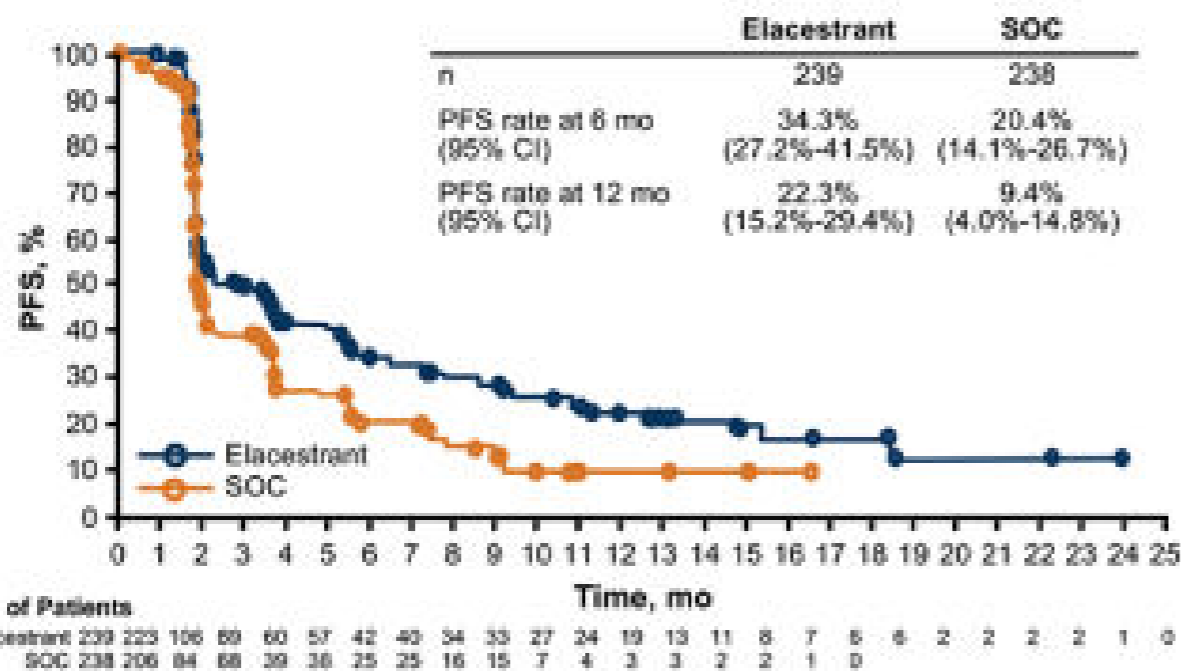 Elacestrant SOC
n 239 238
PFS rate at 6 mo 34.3% 20.4%
(95% CI) (27.2%-41.5%) (14.1%-26.7%)
PFS rate at 12 mo 22.3% 9.4%
(95% CI) (15.2%-29.4%) (4.0%-14.8%)
PFS, %
100
90
80
70
60
50
40
30
20
10
0
Elacestrant
SOC
0 1 2 3 4 5 6 7 8 9 10 11 12 13 14 15 16 17 18 19 20 21 22 23 24 25
Time, mo
of Patients
estrant 239 223 106 89 60 57 42 40 34 33 27 24 19 13 11 8 7 6 6 2 2 2 2 1 0
SOC 238 206 84 68 39 38 25 25 16 15 7 4 3 3 2 2 1 0